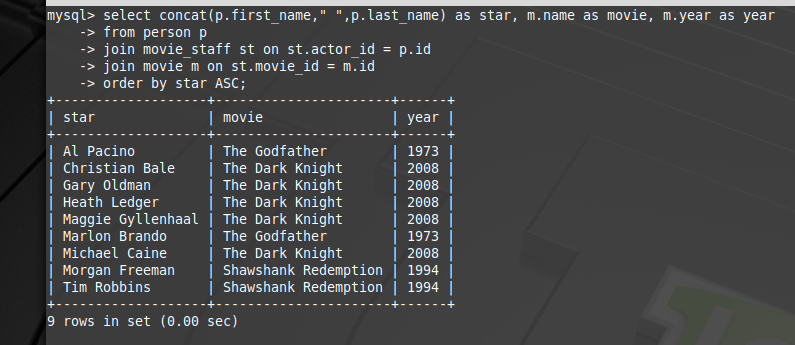 mysql> select concat(p.first_name," ",p.last_name) as star, m.name as movie, m.year as year
    -> from person p
    -> join movie_staff st on st.actor_id = p.id
    -> join movie m on st.movie_id = m.id
    -> order by star ASC;
+-------------------+---------------------+------+
| star              | movie               | year |
+-------------------+---------------------+------+
| Al Pacino         | The Godfather       | 1973 |
| Christian Bale    | The Dark Knight     | 2008 |
| Gary Oldman       | The Dark Knight     | 2008 |
| Heath Ledger      | The Dark Knight     | 2008 |
| Maggie Gyllenhaal | The Dark Knight     | 2008 |
| Marlon Brando     | The Godfather       | 1973 |
| Michael Caine     | The Dark Knight     | 2008 |
| Morgan Freeman    | Shawshank Redemption | 1994 |
| Tim Robbins       | Shawshank Redemption | 1994 |
+-------------------+---------------------+------+
9 rows in set (0.00 sec)